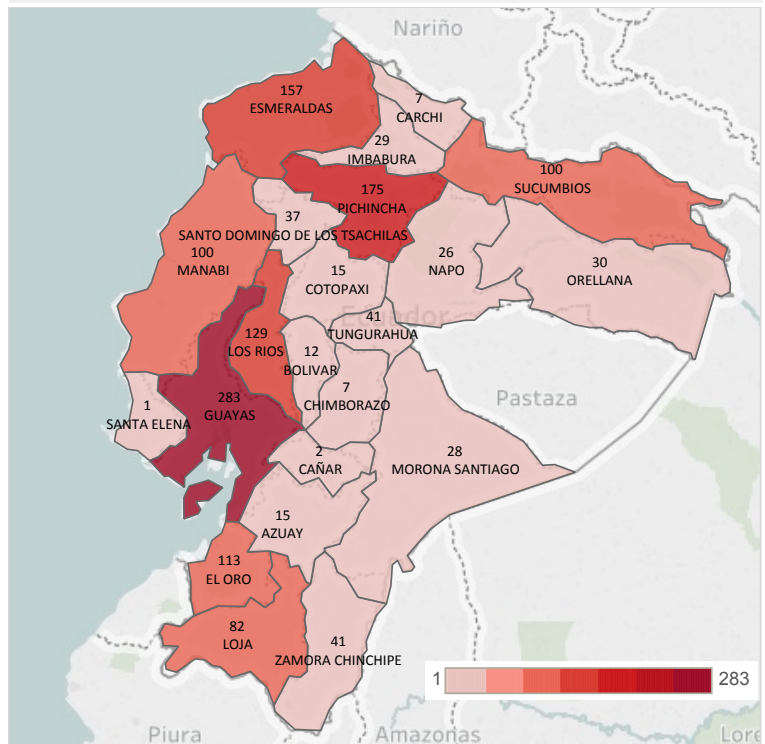 Nariño
157
ESMERALDAS
7
CARCHI
29
IMBABURA
100
SUCUMBIOS
175
PICHINCHA
37
SANTO DOMINGO DE LOS TSACHILAS
100
MANABI
26
NAPO
30
ORELLANA
15
COTOPAXI
Ecuador
41
TUNGURAHUA
129
LOS RIOS
12
BOLIVAR
7
CHIMBORAZO
Pastaza
283
GUAYAS
1
SANTA ELENA
2
CAÑAR
28
MORONA SANTIAGO
15
AZUAY
113
EL ORO
82
LOJA
41
ZAMORA CHINCHIPE
1 283
Piura
Amazonas
Lore